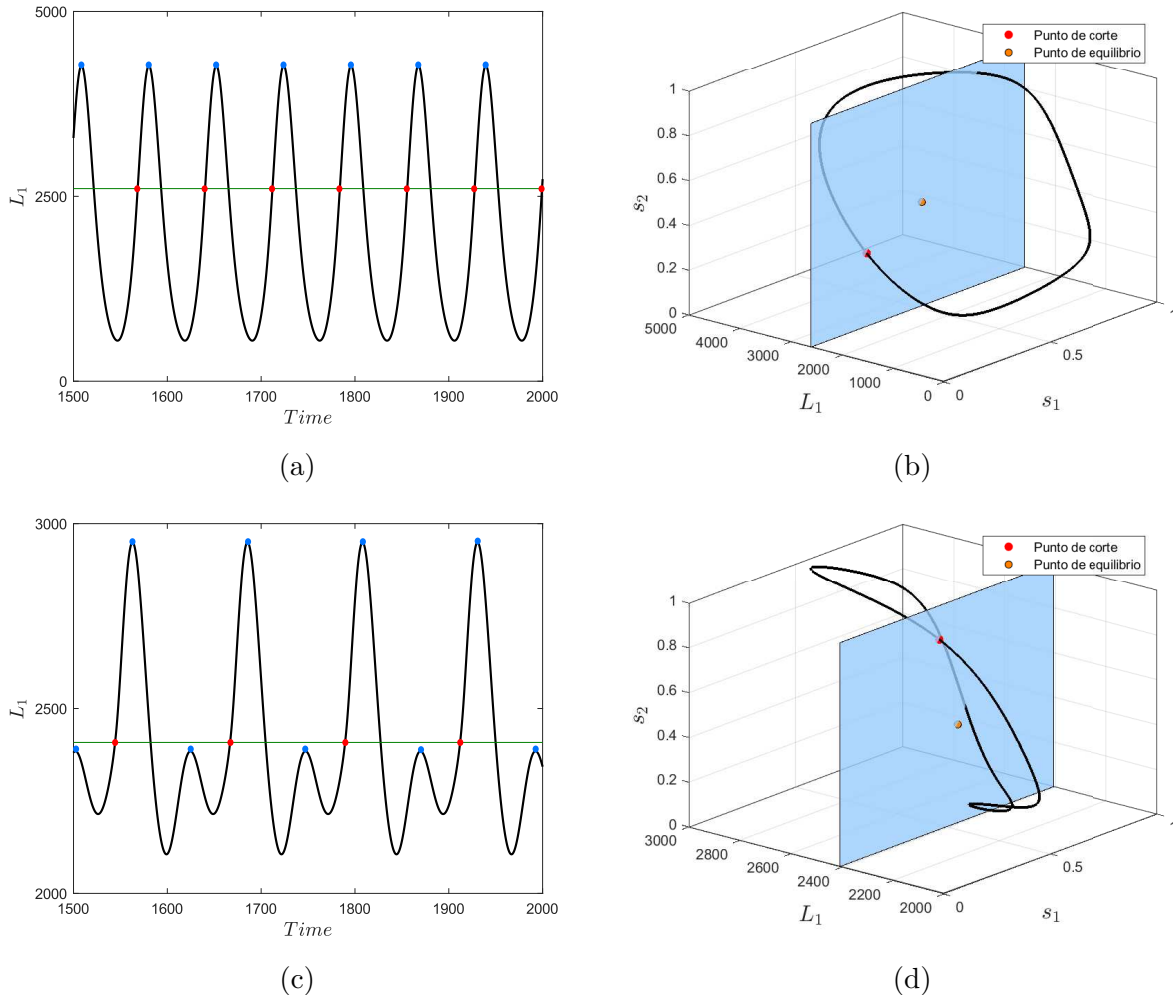 5000
2500
0
L₁
1500 1600 1700 1800 1900 2000
Time
(a)
Punto de corte
Punto de equilibrio
1
0.8
0.6
0.4
0.2
0
s₂
5000
4000
3000
2000
1000
0
L₁
0
0.5
s₁
(b)
3000
2500
2000
L₁
1500 1600 1700 1800 1900 2000
Time
(c)
Punto de corte
Punto de equilibrio
1
0.8
0.6
0.4
0.2
0
s₂
3000
2800
2600
2400
2200
2000
L₁
0
0.5
s₁
(d)